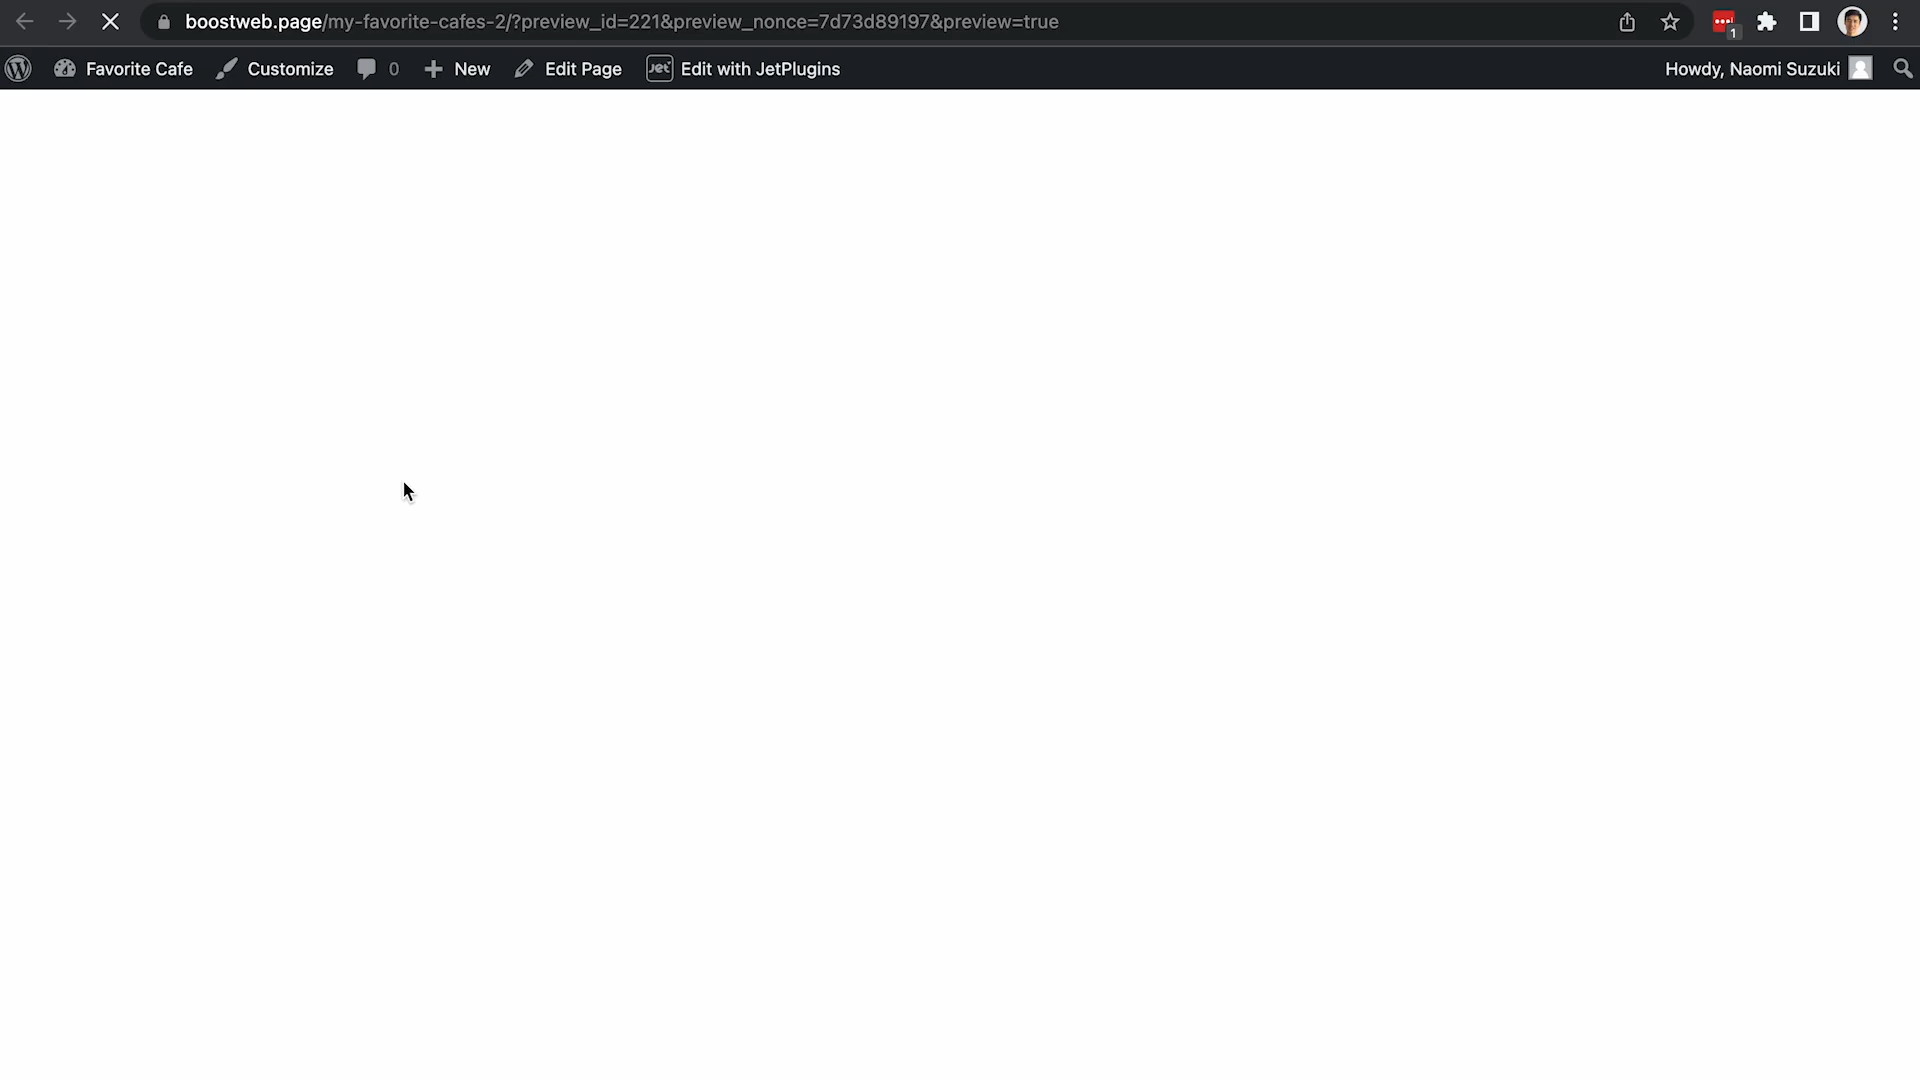 boostweb.page/my-favorite-cafes-2/?preview_id=221&preview_nonce=7d73d89197&preview=true
1
Favorite Cafe Customize 0 New Edit Page Jet Edit with JetPlugins Howdy, Naomi Suzuki